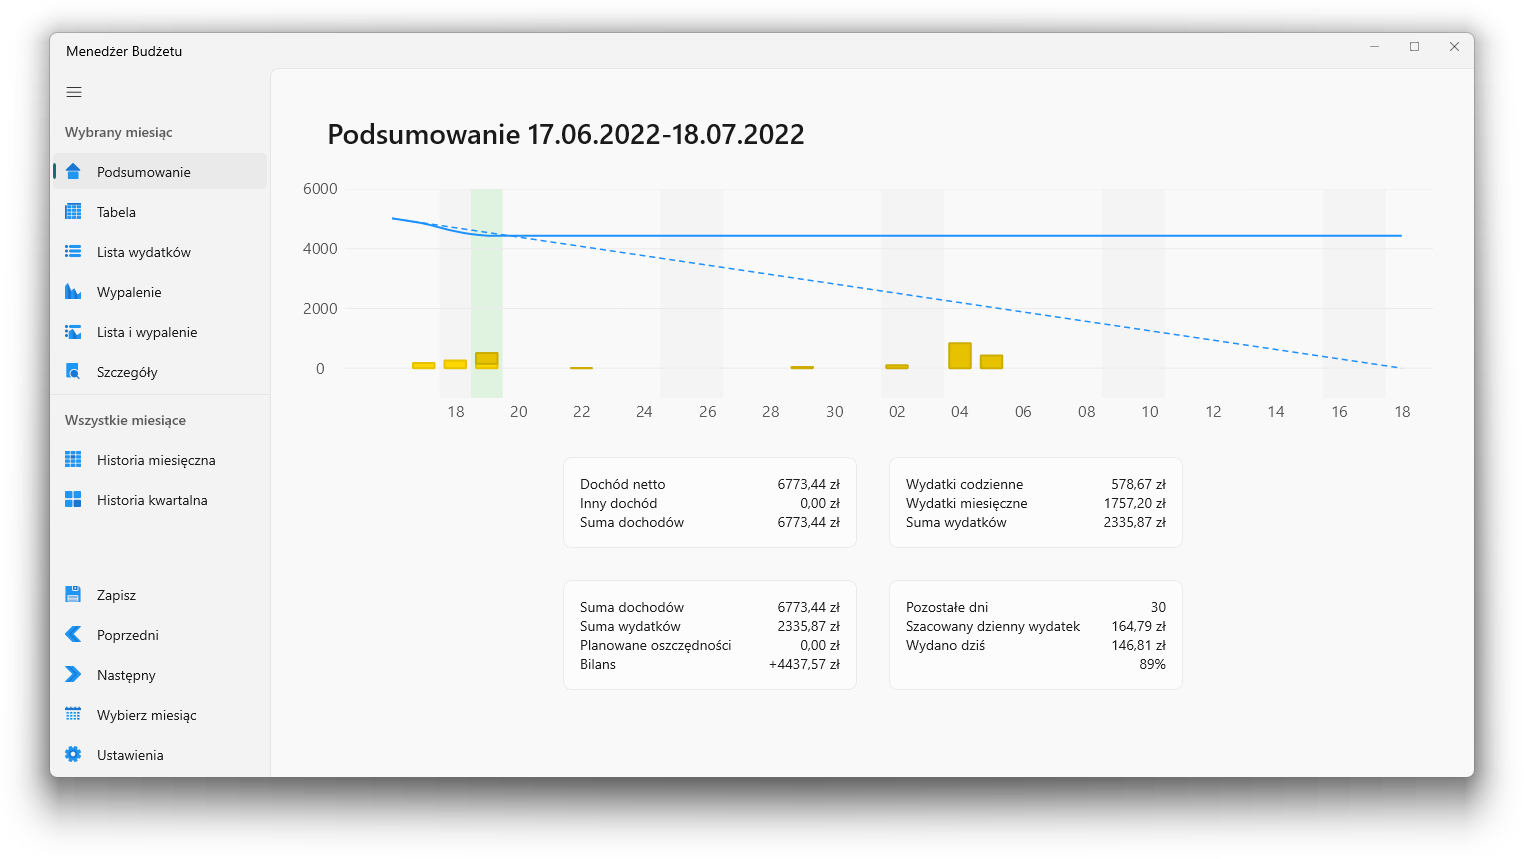 Menedżer Budżetu
Wybrany miesiąc
Podsumowanie
Tabela
Lista wydatków
Wypalenie
Lista i wypalenie
Szczegóły
Wszystkie miesiące
Historia miesięczna
Historia kwartalna
Zapisz
Poprzedni
Następny
Wybierz miesiąc
Ustawienia
Podsumowanie 17.06.2022-18.07.2022
6000
4000
2000
0
18 20 22 24 26 28 30 02 04 06 08 10 12 14 16 18
Dochód netto 6773,44 zł
Inny dochód 0,00 zł
Suma dochodów 6773,44 zł
Wydatki codzienne 578,67 zł
Wydatki miesięczne 1757,20 zł
Suma wydatków 2335,87 zł
Suma dochodów 6773,44 zł
Suma wydatków 2335,87 zł
Planowane oszczędności 0,00 zł
Bilans +4437,57 zł
Pozostałe dni 30
Szacowany dzienny wydatek 164,79 zł
Wydano dziś 146,81 zł
89%